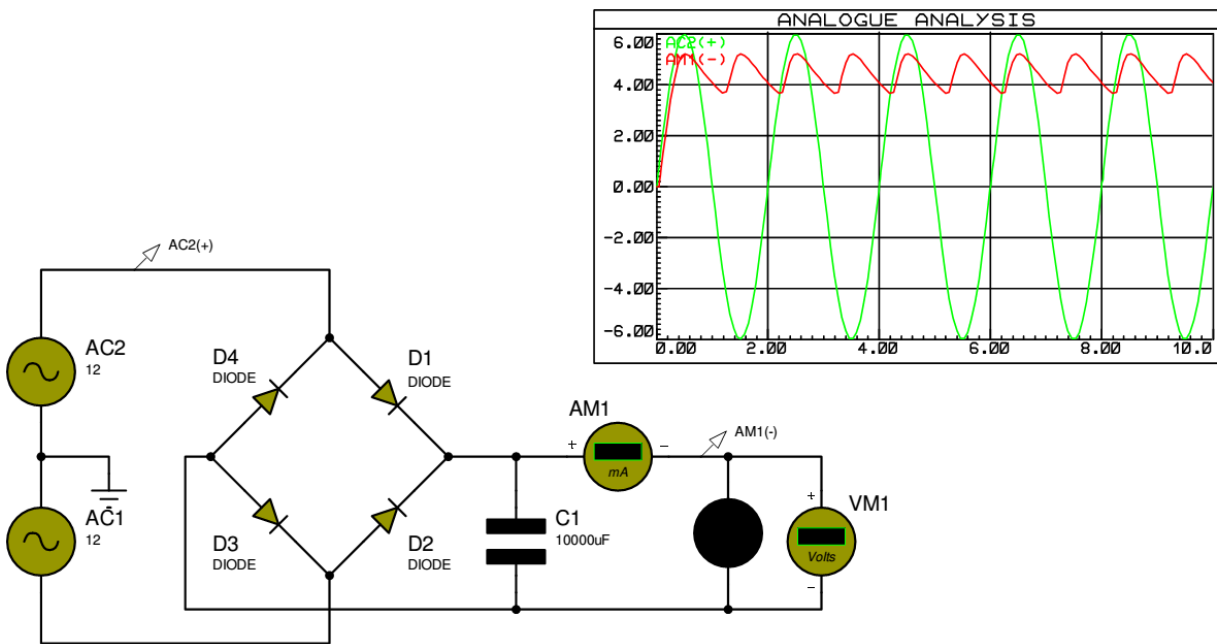 ANALOGUE ANALYSIS
6.00
AC2(+)
AM1(-)
4.00
2.00
0.00
-2.00
-4.00
-6.00
0.00 2.00 4.00 6.00 8.00 10.0
AC2(+)
AC2
12
D4
DIODE
D1
DIODE
AM1
+ -
mA
AM1(-)
AC1
12
D3
DIODE
D2
DIODE
C1
10000uF
VM1
+
Volts
-